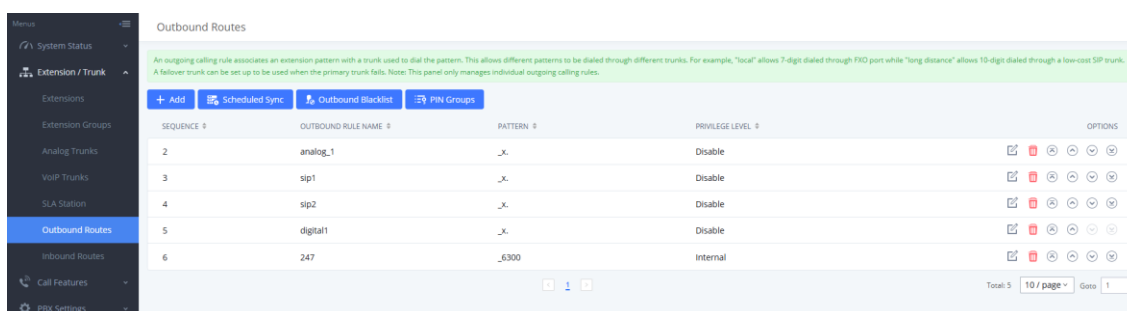 Menus
Outbound Routes
System Status
Extension / Trunk
An outgoing calling rule associates an extension pattern with a trunk used to dial the pattern. This allows different patterns to be dialed through different trunks. For example, "local" allows 7-digit dialed through FXO port while "long distance" allows 10-digit dialed through a low-cost SIP trunk.
A failover trunk can be set up to be used when the primary trunk fails. Note: This panel only manages individual outgoing calling rules.
+ Add Scheduled Sync Outbound Blacklist PIN Groups
Extensions
Extension Groups
Analog Trunks
VoIP Trunks
SLA Station
Outbound Routes
Inbound Routes
Call Features
PBX Settings
SEQUENCE OUTBOUND RULE NAME PATTERN PRIVILEGE LEVEL OPTIONS
2 analog_1 _x. Disable
3 sip1 _x. Disable
4 sip2 _x. Disable
5 digital1 _x. Disable
6 247 _6300 Internal
1 Total: 5 10 / page Goto 1